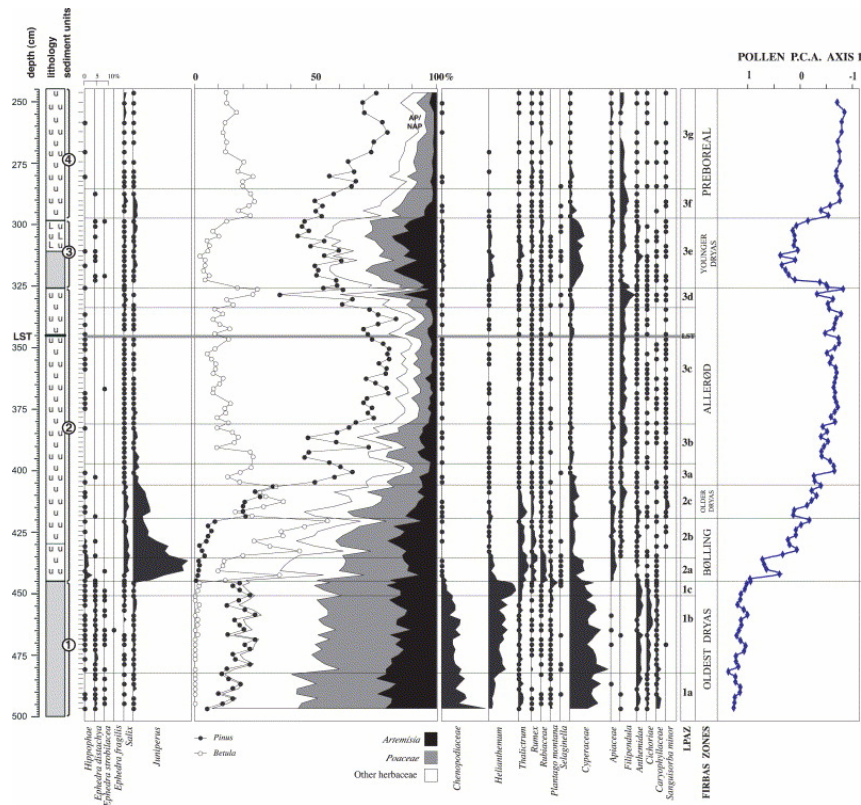 depth (cm)
lithology
sediment units
0 5 10%
0 50 100%
POLLEN P.C.A. AXIS 1
1 0 -1
AP/
NAP
250
275
300
325
LST
350
375
400
425
450
475
500
4
3
2
1
LST
3g
3f
3e
3d
3c
3b
3a
2c
2b
2a
1c
1b
1a
PREBOREAL
YOUNGER
DRYAS
ALLERØD
OLDER
DRYAS
BØLLING
OLDEST DRYAS
Hippophae
Ephedra distachya
Ephedra strobilacea
Ephedra fragilis
Salix
Juniperus
Pinus
Betula
Artemisia
Poaceae
Other herbaceae
Chenopodiaceae
Helianthemum
Thalictrum
Rumex
Rubiaceae
Plantago montana
Selaginella
Cyperaceae
Apiaceae
Filipendula
Anthemidae
Cichoriae
Caryophyllaceae
Sanguisorba minor
LPAZ
FIRBAS ZONES